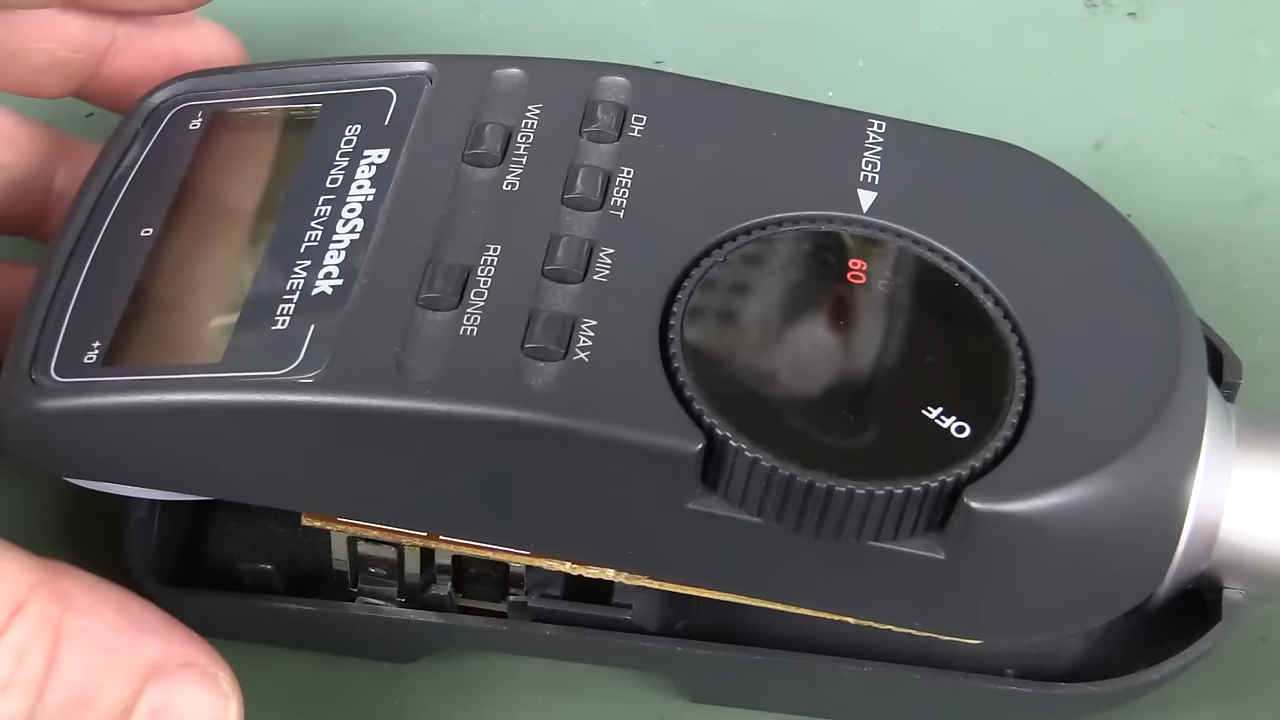 RadioShack
SOUND LEVEL METER
-10
0
+10
WEIGHTING
RESPONSE
DH
RESET
MIN
MAX
RANGE
60
OFF